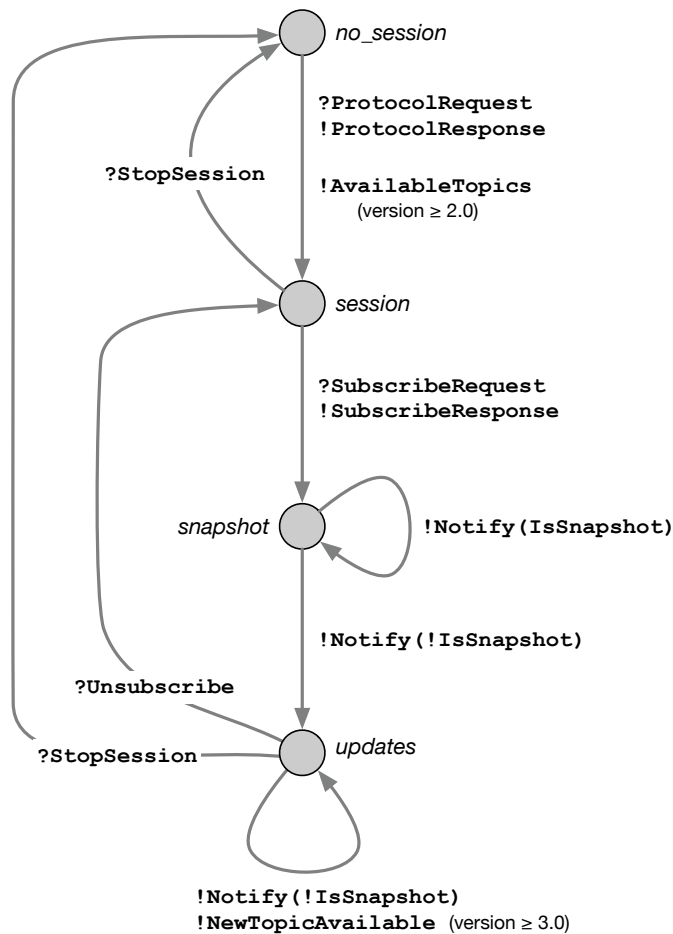 no_session
?ProtocolRequest
!ProtocolResponse
?StopSession
!AvailableTopics
(version ≥ 2.0)
session
?SubscribeRequest
!SubscribeResponse
snapshot
!Notify(IsSnapshot)
!Notify(!IsSnapshot)
?Unsubscribe
updates
?StopSession
!Notify(!IsSnapshot)
!NewTopicAvailable (version ≥ 3.0)